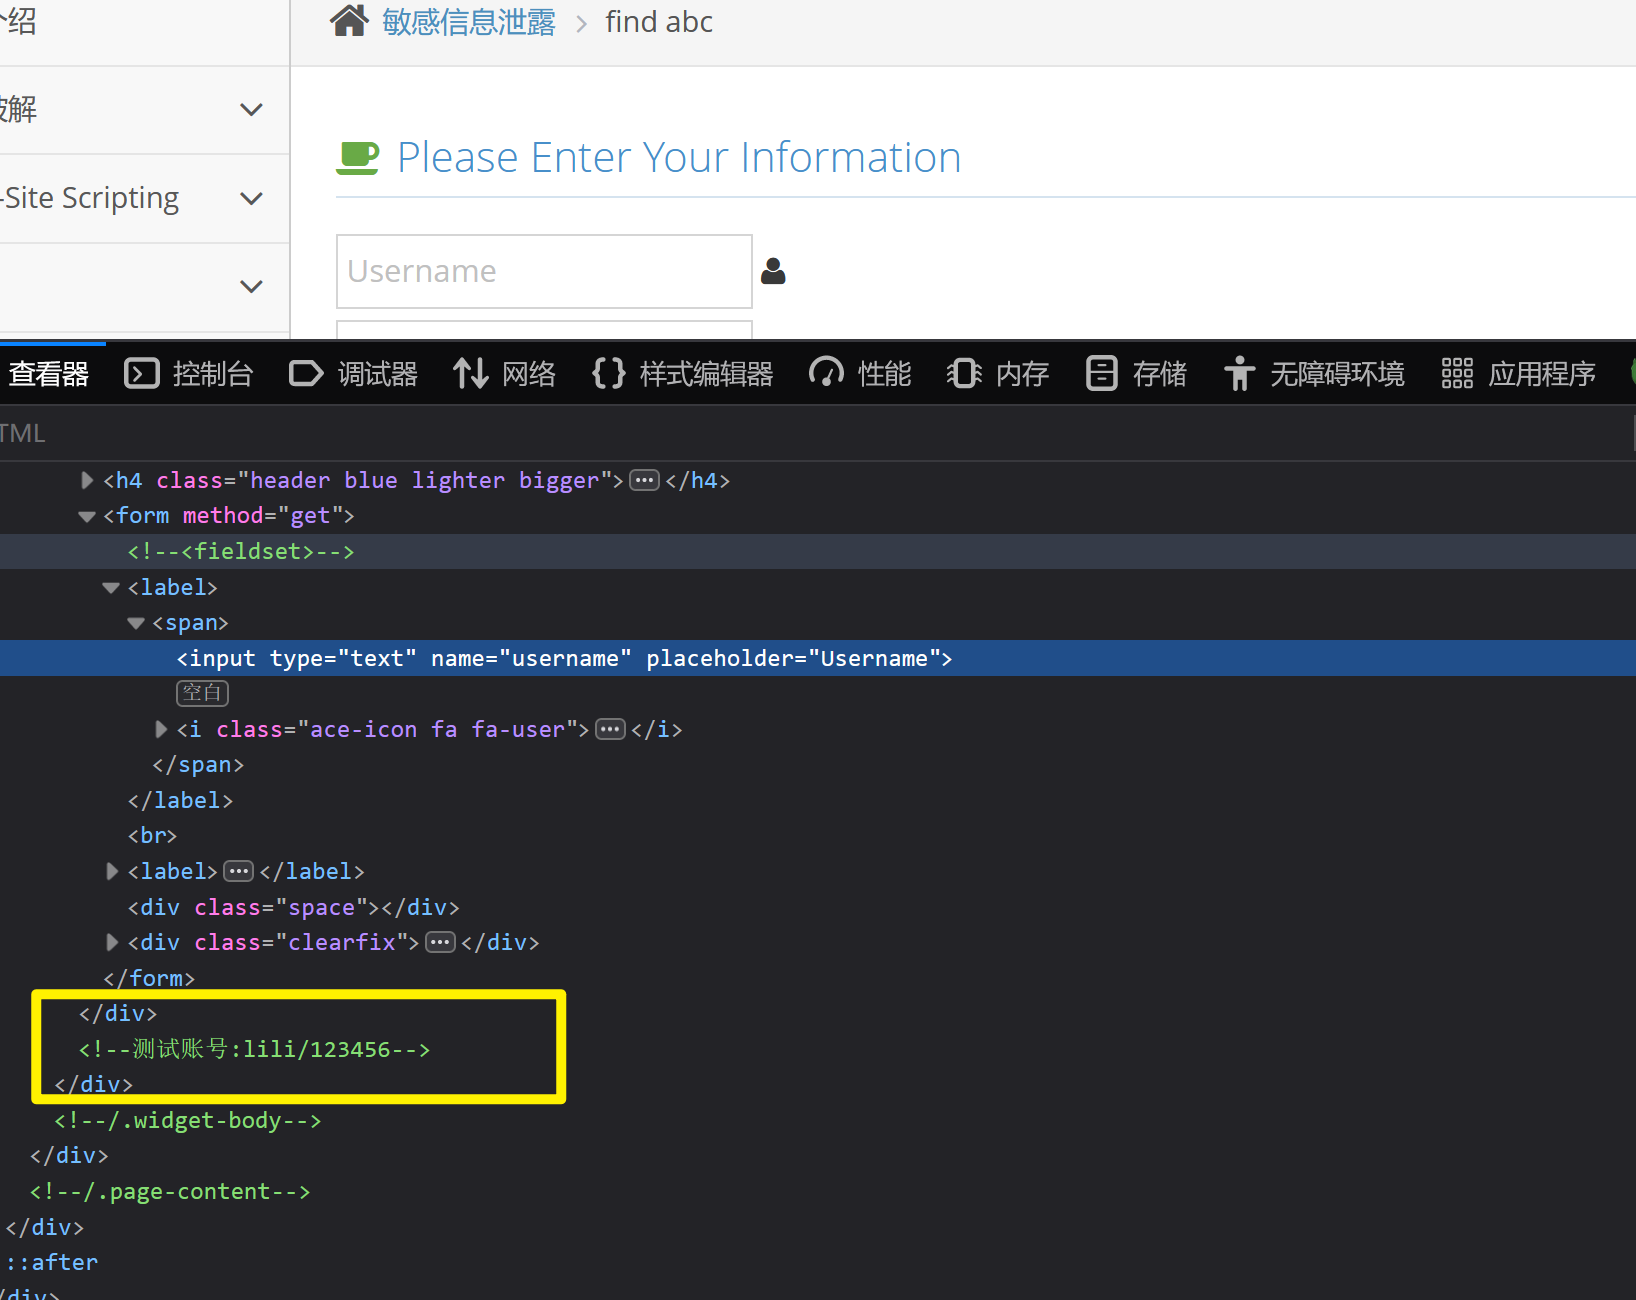 介绍
敏感信息泄露 > find abc
破解
-Site Scripting
Please Enter Your Information
Username
查看器 控制台 调试器 网络 {} 样式编辑器 性能 内存 存储 无障碍环境 应用程序
TML
<h4 class="header blue lighter bigger">···</h4>
<form method="get">
<!--<fieldset>-->
<label>
<span>
<input type="text" name="username" placeholder="Username">
空白
<i class="ace-icon fa fa-user">···</i>
</span>
</label>
<br>
<label>···</label>
<div class="space"></div>
<div class="clearfix">···</div>
</form>
</div>
<!--测试账号:lili/123456-->
</div>
<!--/.widget-body-->
</div>
<!--/.page-content-->
</div>
::after
/div>